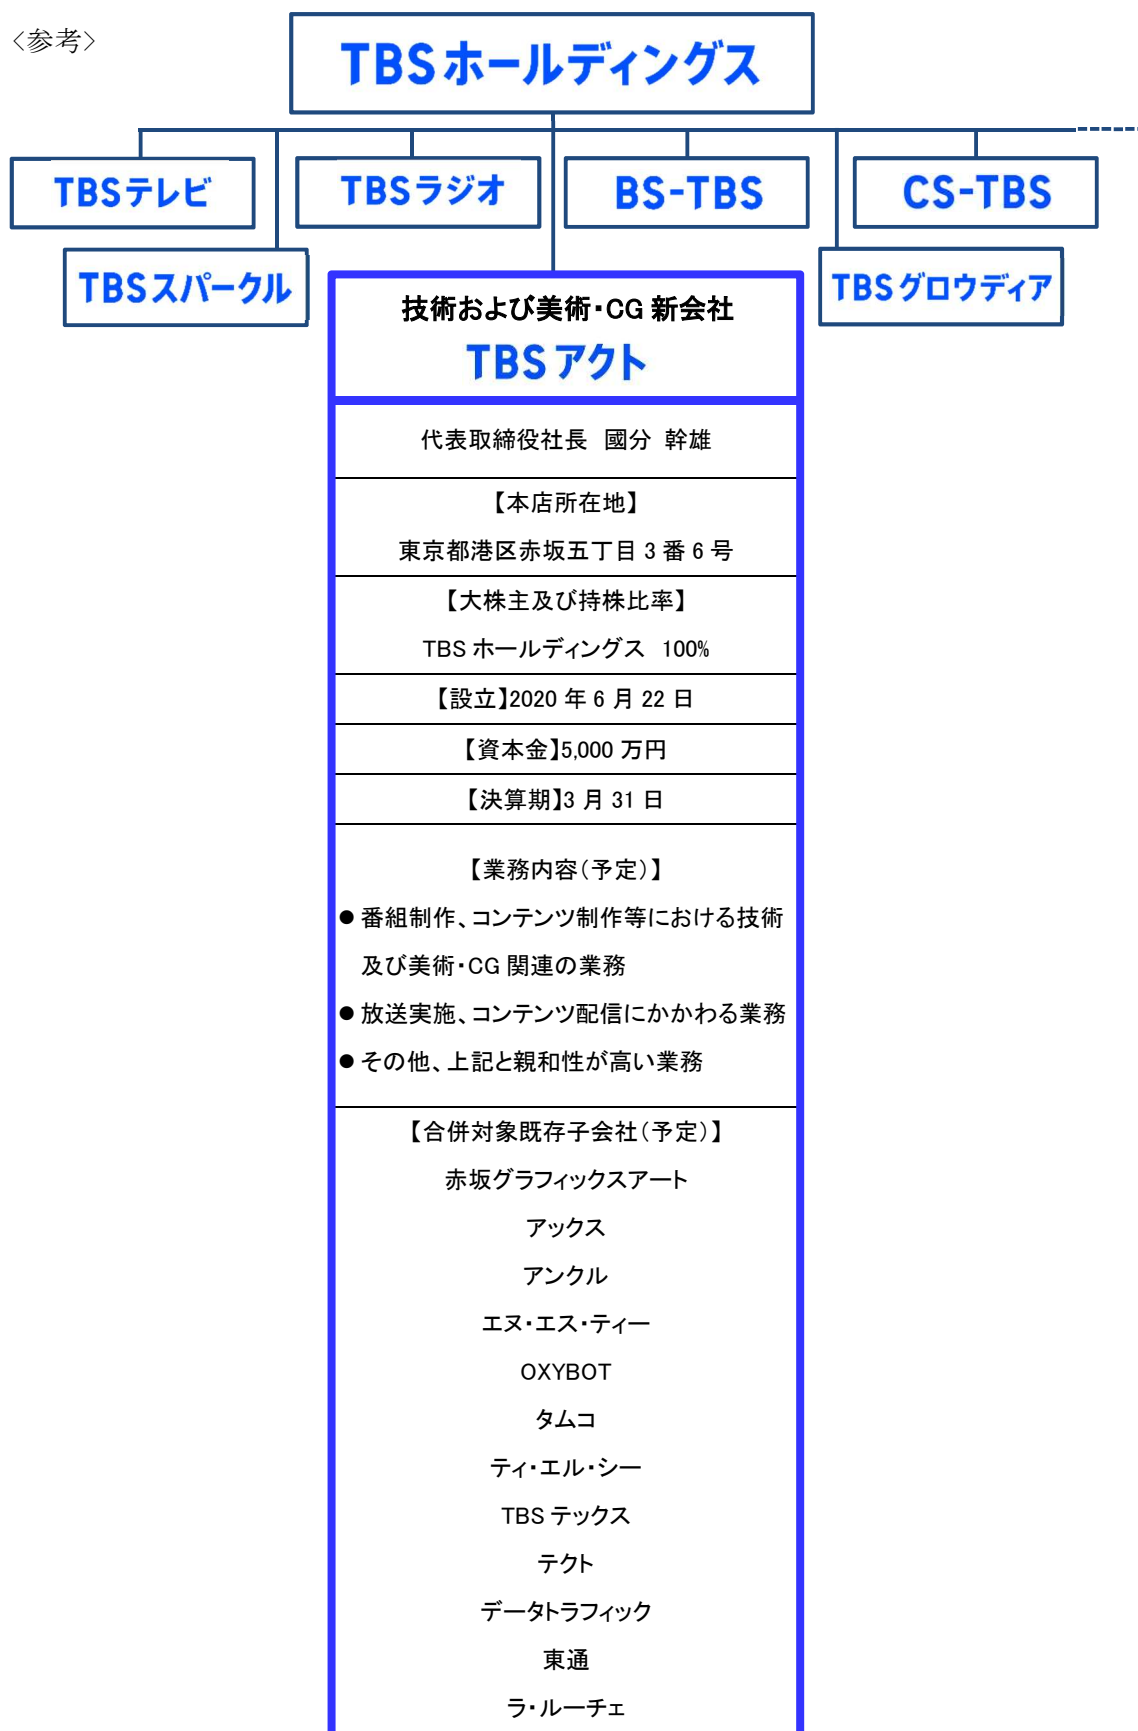 〈参考〉
TBSホールディングス
TBSテレビ
TBSラジオ
BS-TBS
CS-TBS
TBSスパークル
TBSグロウディア
技術および美術・CG 新会社
TBSアクト
代表取締役社長　國分 幹雄
【本店所在地】
東京都港区赤坂五丁目 3 番 6 号
【大株主及び持株比率】
TBS ホールディングス　100%
【設立】2020 年 6 月 22 日
【資本金】5,000 万円
【決算期】3 月 31 日
【業務内容（予定）】
● 番組制作、コンテンツ制作等における技術
及び美術・CG 関連の業務
● 放送実施、コンテンツ配信にかかわる業務
● その他、上記と親和性が高い業務
【合併対象既存子会社（予定）】
赤坂グラフィックスアート
アックス
アンクル
エヌ・エス・ティー
OXYBOT
タムコ
ティ・エル・シー
TBS テックス
テクト
データトラフィック
東通
ラ・ルーチェ